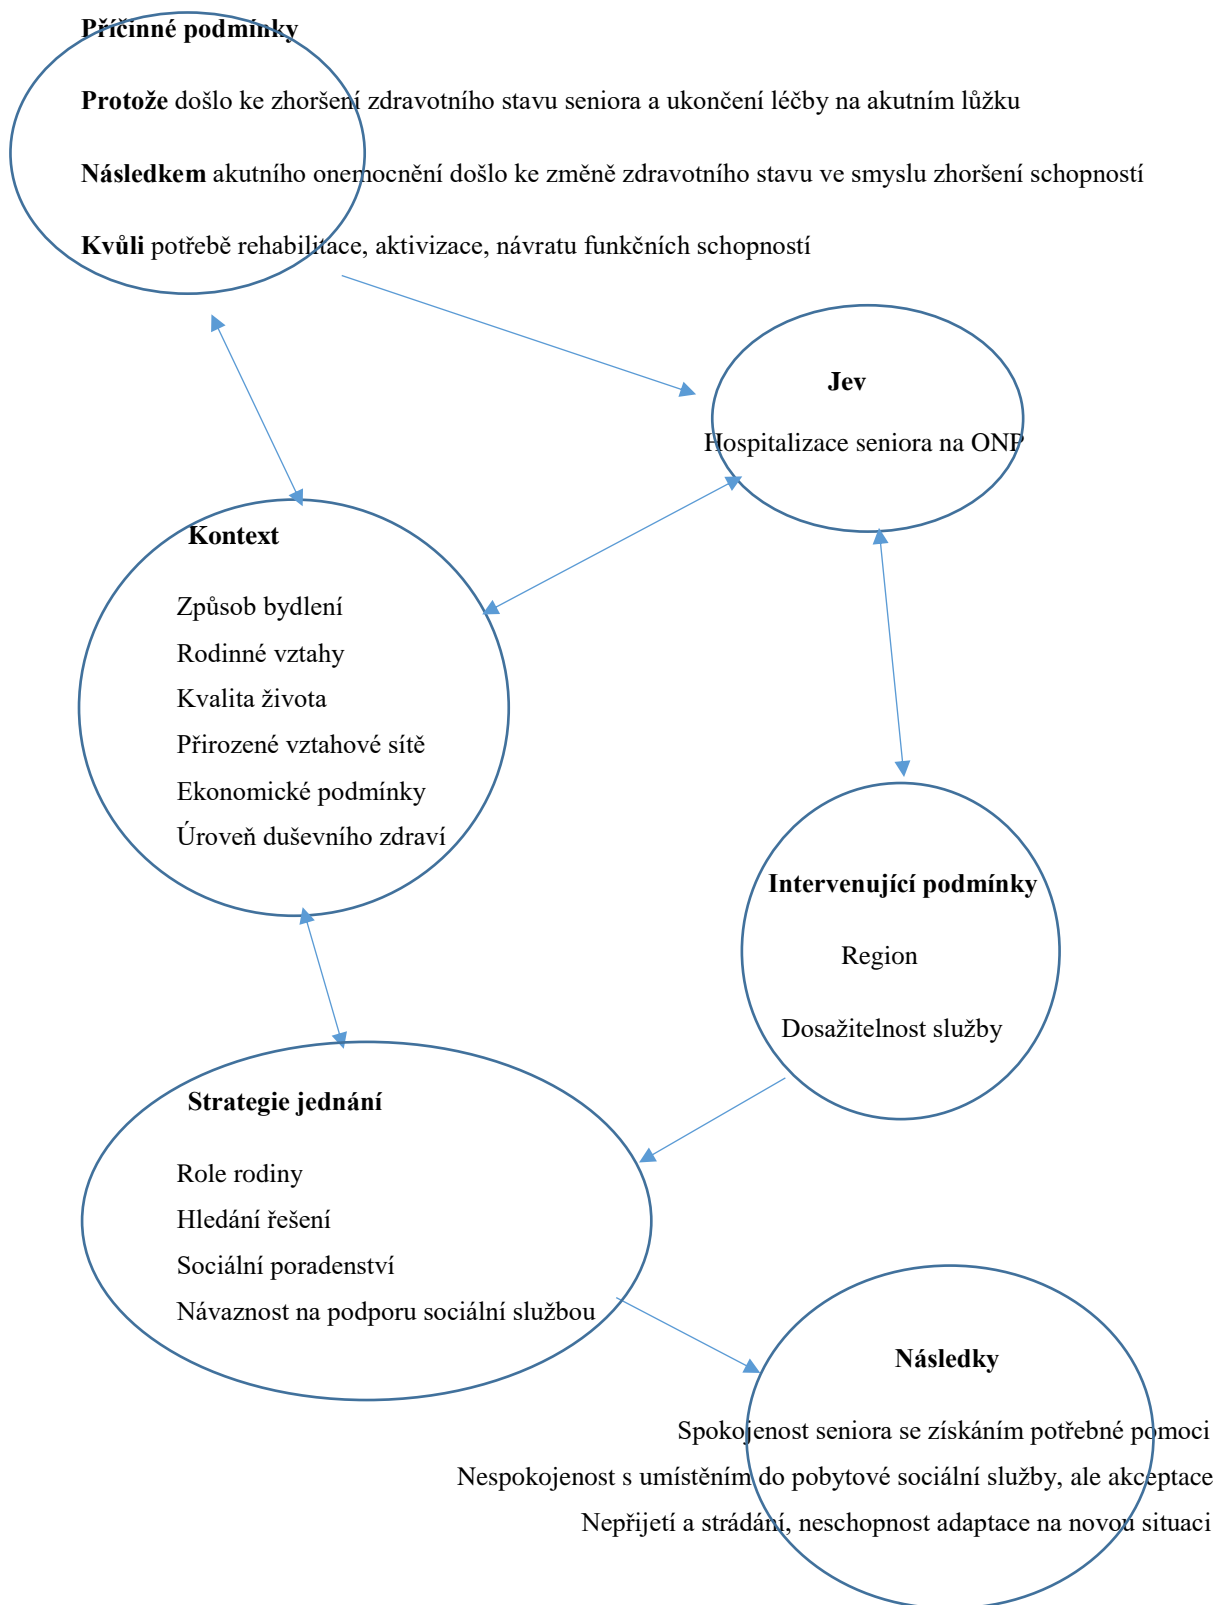 Příčinné podmínky
Protože došlo ke zhoršení zdravotního stavu seniora a ukončení léčby na akutním lůžku
Následkem akutního onemocnění došlo ke změně zdravotního stavu ve smyslu zhoršení schopností
Kvůli potřebě rehabilitace, aktivizace, návratu funkčních schopností
Jev
Hospitalizace seniora na ONP
Kontext
Způsob bydlení
Rodinné vztahy
Kvalita života
Přirozené vztahové sítě
Ekonomické podmínky
Úroveň duševního zdraví
Intervenující podmínky
Region
Dosažitelnost služby
Strategie jednání
Role rodiny
Hledání řešení
Sociální poradenství
Návaznost na podporu sociální službou
Následky
Spokojenost seniora se získáním potřebné pomoci
Nespokojenost s umístěním do pobytové sociální služby, ale akceptace
Nepřijetí a strádání, neschopnost adaptace na novou situaci